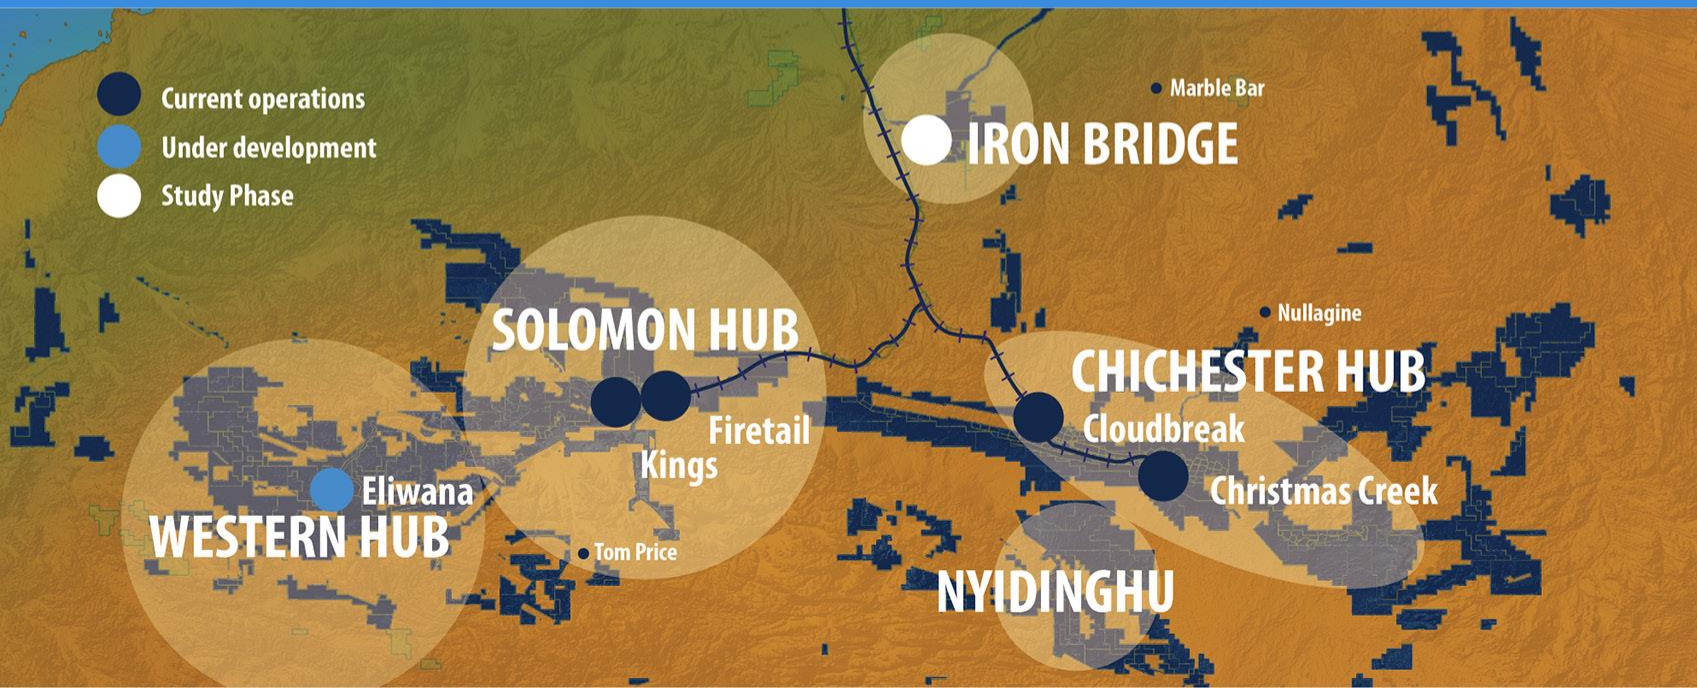 Current operations
Under development
Study Phase
Marble Bar
IRON BRIDGE
SOLOMON HUB
Nullagine
CHICHESTER HUB
Firetail
Cloudbreak
Kings
Eliwana
Christmas Creek
WESTERN HUB
Tom Price
NYIDINGHU